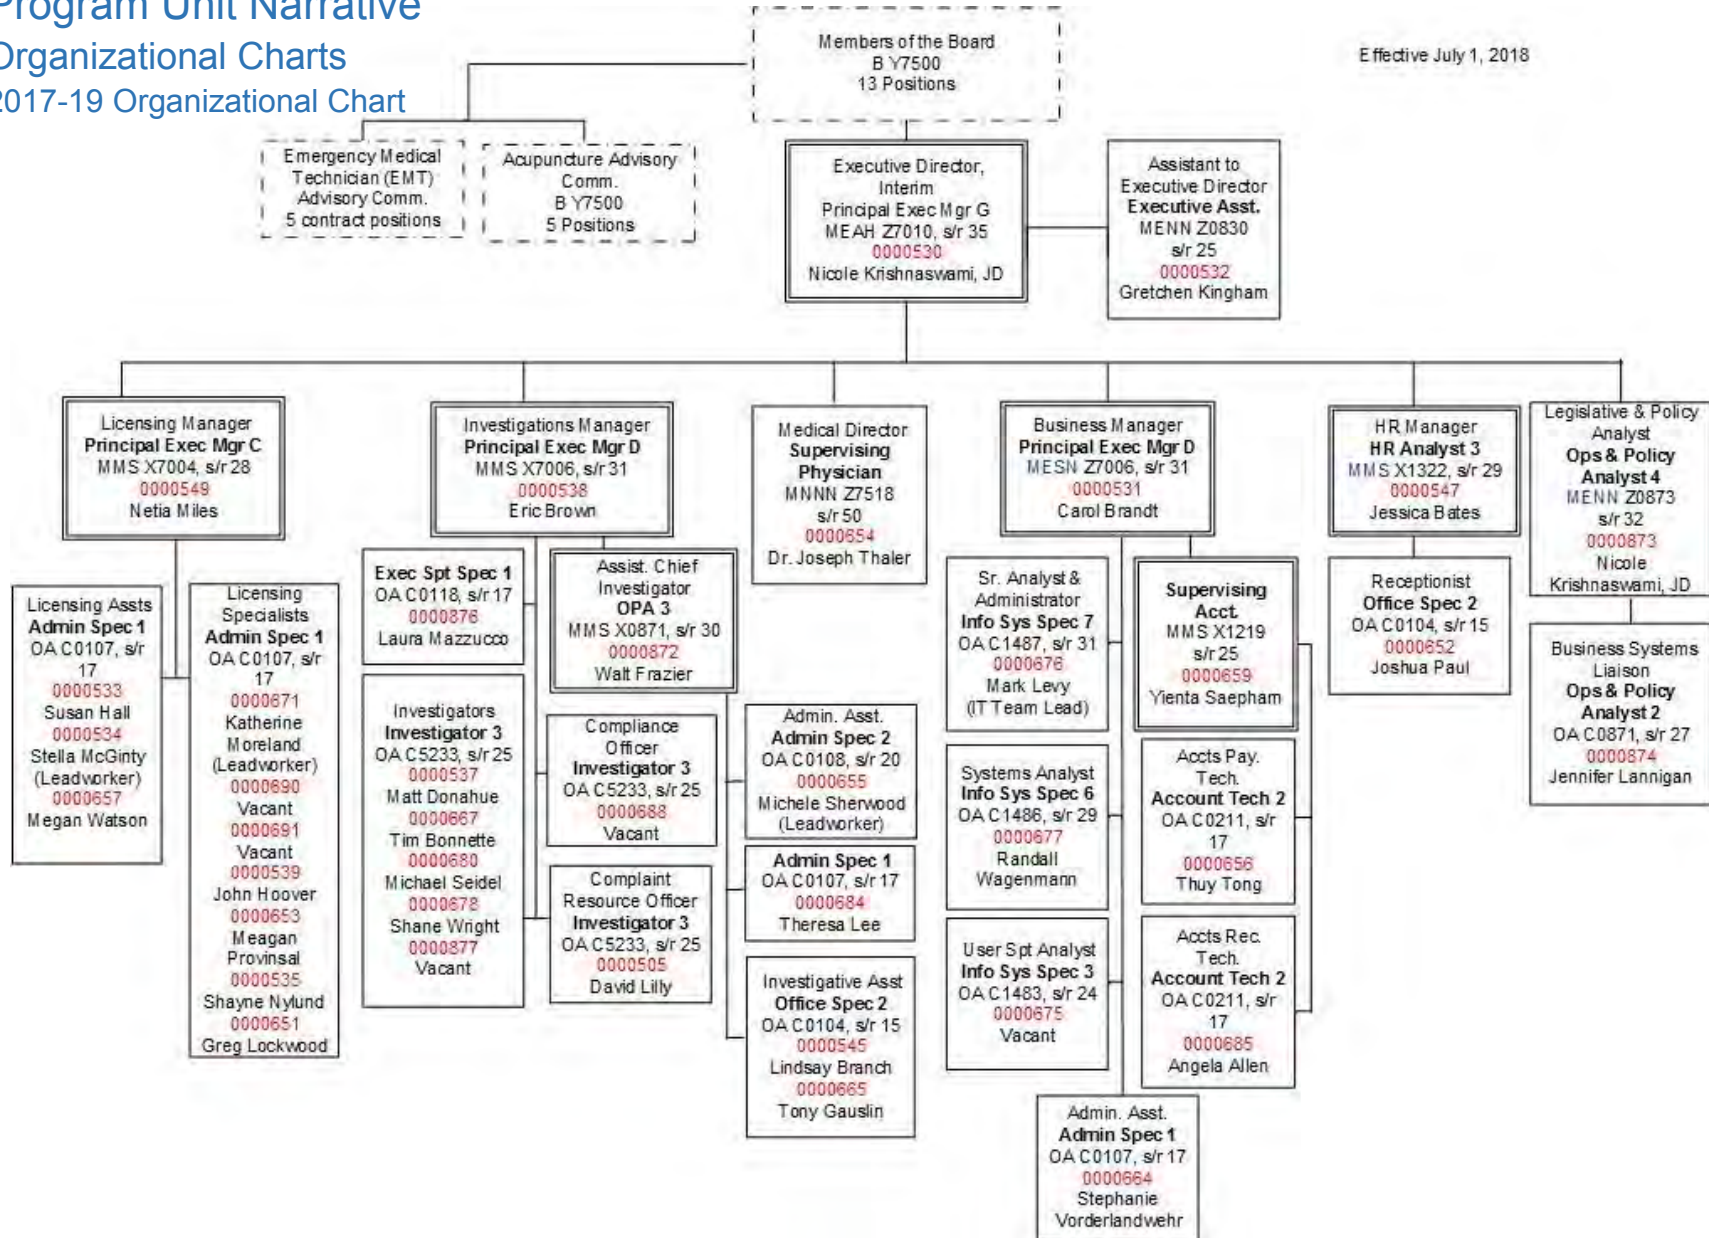 Program Unit Narrative
Organizational Charts
2017-19 Organizational Chart
Effective July 1, 2018
Members of the Board
B Y7500
13 Positions
Emergency Medical
Technician (EMT)
Advisory Comm.
5 contract positions
Acupuncture Advisory
Comm.
B Y7500
5 Positions
Executive Director,
Interim
Principal Exec Mgr G
MEAH Z7010, s/r 35
0000530
Nicole Krishnaswami, JD
Assistant to
Executive Director
Executive Asst.
MENN Z0830
s/r 25
0000532
Gretchen Kingham
Licensing Manager
Principal Exec Mgr C
MMS X7004, s/r 28
0000549
Netia Miles
Investigations Manager
Principal Exec Mgr D
MMS X7006, s/r 31
0000538
Eric Brown
Medical Director
Supervising
Physician
MNNN Z7518
s/r 50
0000654
Dr. Joseph Thaler
Business Manager
Principal Exec Mgr D
MESN Z7006, s/r 31
0000531
Carol Brandt
HR Manager
HR Analyst 3
MMS X1322, s/r 29
0000547
Jessica Bates
Legislative & Policy
Analyst
Ops & Policy
Analyst 4
MENN Z0873
s/r 32
0000873
Nicole
Krishnaswami, JD
Licensing Assts
Admin Spec 1
OA C0107, s/r
17
0000533
Susan Hall
0000534
Stella McGinty
(Leadworker)
0000657
Megan Watson
Licensing
Specialists
Admin Spec 1
OA C0107, s/r
17
0000671
Katherine
Moreland
(Leadworker)
0000690
Vacant
0000691
Vacant
0000539
John Hoover
0000653
Meagan
Provinsal
0000535
Shayne Nylund
0000651
Greg Lockwood
Exec Spt Spec 1
OA C0118, s/r 17
0000876
Laura Mazzucco
Assist. Chief
Investigator
OPA 3
MMS X0871, s/r 30
0000872
Walt Frazier
Investigators
Investigator 3
OA C5233, s/r 25
0000537
Matt Donahue
0000667
Tim Bonnette
0000680
Michael Seidel
0000678
Shane Wright
0000877
Vacant
Compliance
Officer
Investigator 3
OA C5233, s/r 25
0000688
Vacant
Complaint
Resource Officer
Investigator 3
OA C5233, s/r 25
0000505
David Lilly
Admin. Asst.
Admin Spec 2
OA C0108, s/r 20
0000655
Michele Sherwood
(Leadworker)
Admin Spec 1
OA C0107, s/r 17
0000684
Theresa Lee
Investigative Asst
Office Spec 2
OA C0104, s/r 15
0000545
Lindsay Branch
0000665
Tony Gauslin
Sr. Analyst &
Administrator
Info Sys Spec 7
OA C1487, s/r 31
0000676
Mark Levy
(IT Team Lead)
Systems Analyst
Info Sys Spec 6
OA C1486, s/r 29
0000677
Randall
Wagenmann
User Spt Analyst
Info Sys Spec 3
OA C1483, s/r 24
0000675
Vacant
Supervising
Acct.
MMS X1219
s/r 25
0000659
Yienta Saepham
Accts Pay.
Tech.
Account Tech 2
OA C0211, s/r
17
0000656
Thuy Tong
Accts Rec.
Tech.
Account Tech 2
OA C0211, s/r
17
0000685
Angela Allen
Admin. Asst.
Admin Spec 1
OA C0107, s/r 17
0000664
Stephanie
Vorderlandwehr
Receptionist
Office Spec 2
OA C0104, s/r 15
0000652
Joshua Paul
Business Systems
Liaison
Ops & Policy
Analyst 2
OA C0871, s/r 27
0000874
Jennifer Lannigan